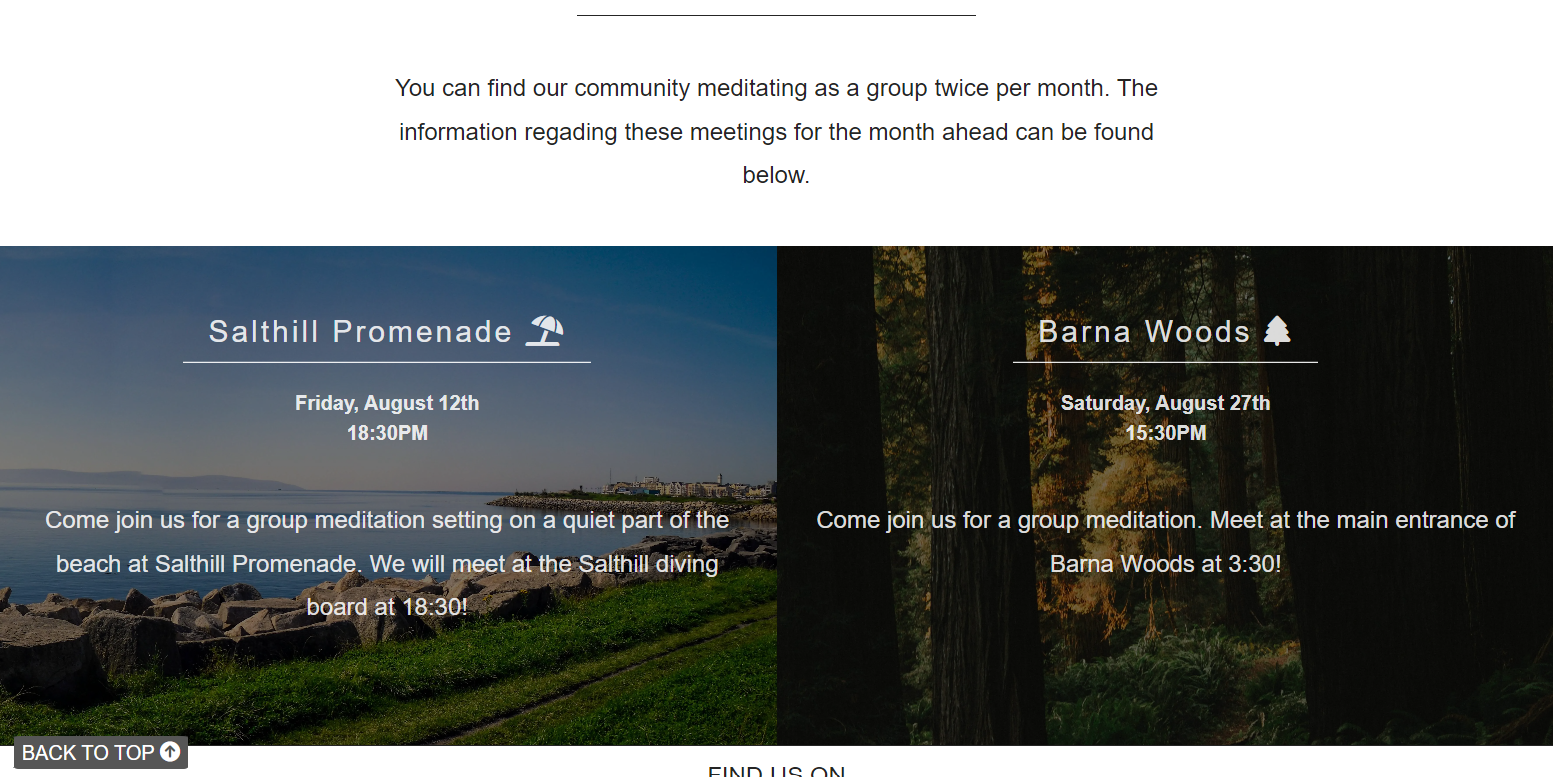 You can find our community meditating as a group twice per month. The
information regading these meetings for the month ahead can be found
below.
Salthill Promenade
Friday, August 12th
18:30PM
Come join us for a group meditation setting on a quiet part of the
beach at Salthill Promenade. We will meet at the Salthill diving
board at 18:30!
Barna Woods
Saturday, August 27th
15:30PM
Come join us for a group meditation. Meet at the main entrance of
Barna Woods at 3:30!
BACK TO TOP
FIND US ON